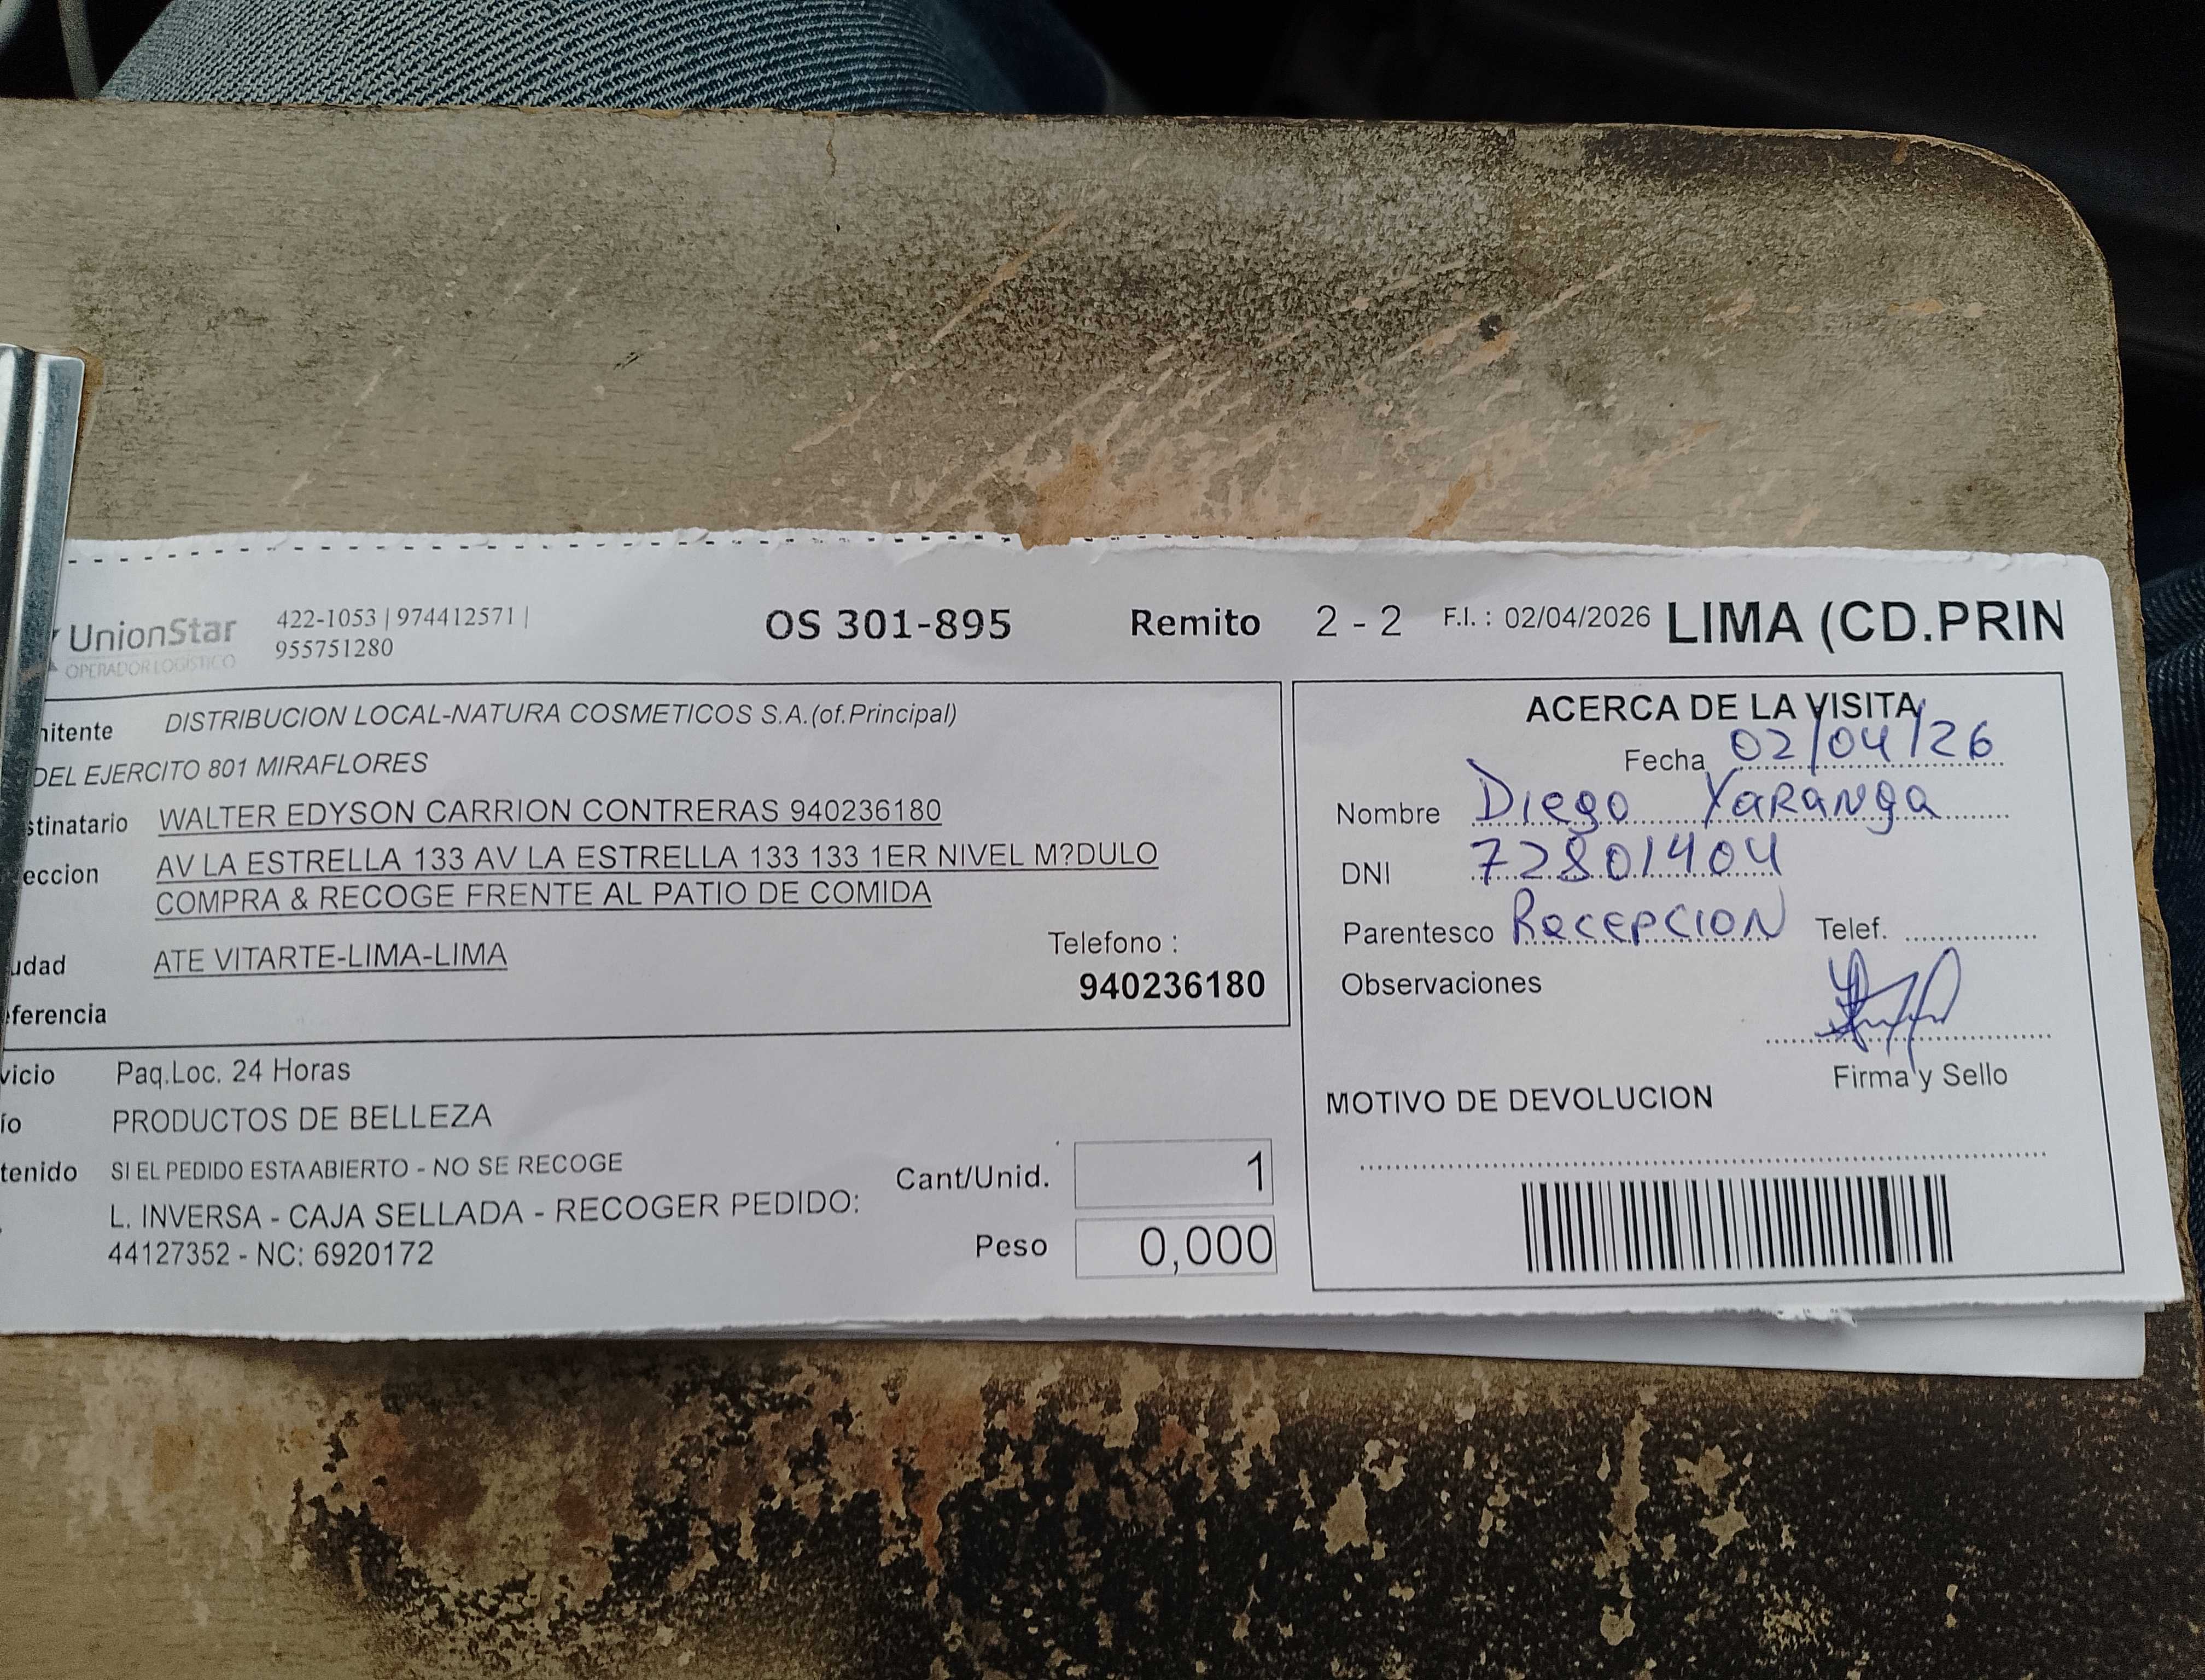 UnionStar
OPERADOR LOGISTICO
422-1053 | 974412571 |
955751280
OS 301-895 Remito 2 - 2 F.I. : 02/04/2026 LIMA (CD.PRIN
nitente DISTRIBUCION LOCAL-NATURA COSMETICOS S.A.(of.Principal)
DEL EJERCITO 801 MIRAFLORES
stinatario WALTER EDYSON CARRION CONTRERAS 940236180
eccion AV LA ESTRELLA 133 AV LA ESTRELLA 133 133 1ER NIVEL M?DULO
COMPRA & RECOGE FRENTE AL PATIO DE COMIDA
udad ATE VITARTE-LIMA-LIMA
Telefono :
940236180
ferencia
vicio Paq.Loc. 24 Horas
ío PRODUCTOS DE BELLEZA
tenido SI EL PEDIDO ESTA ABIERTO - NO SE RECOGE
L. INVERSA - CAJA SELLADA - RECOGER PEDIDO:
44127352 - NC: 6920172
Cant/Unid. 1
Peso 0,000
ACERCA DE LA VISITA
Fecha 02/04/26
Nombre Diego Yaranga
DNI 72801404
Parentesco Recepcion Telef.
Observaciones
Firma y Sello
MOTIVO DE DEVOLUCION